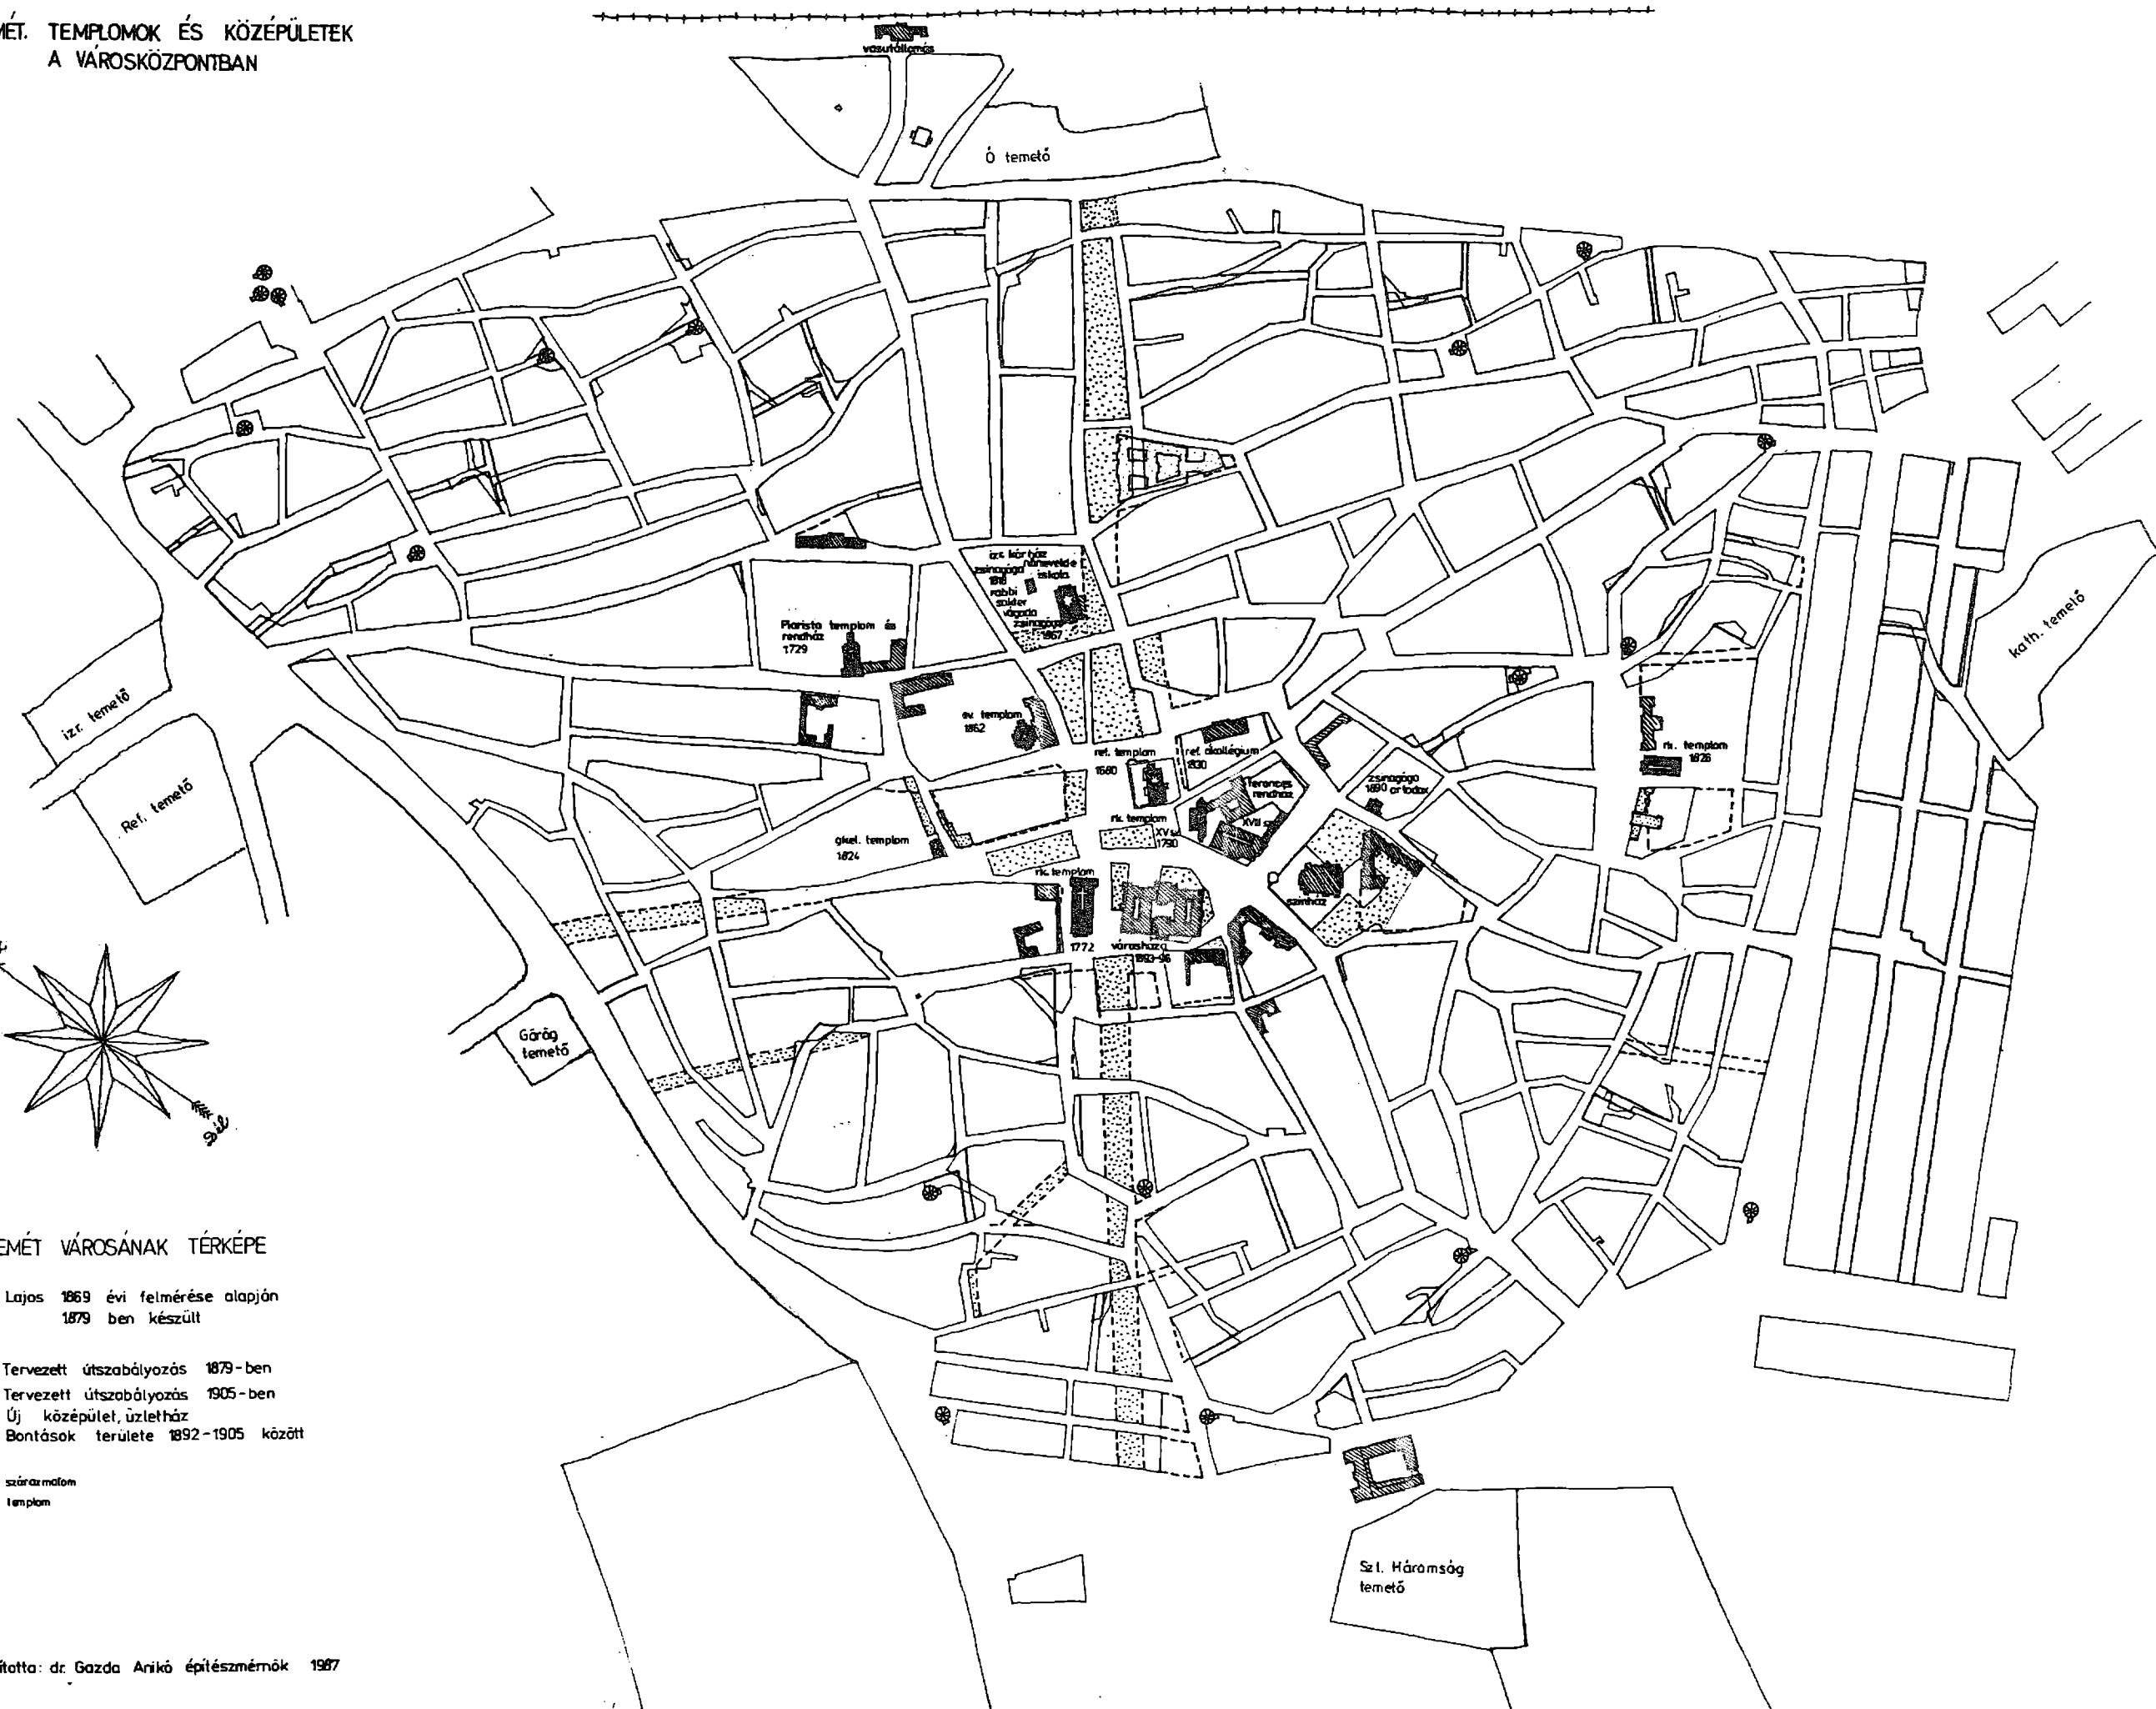 MÉT. TEMPLOMOK ÉS KÖZÉPÜLETEK
A VÁROSKÖZPONTBAN
vasútállomás
Ó temető
izr. kórház
zsinagóga nőnevelde
1818 iskola
rabbi
sakter
vágoda
zsinagóga
1867
Piarista templom és
rendház
1729
ev. templom
1862
ref. templom
1680
ref. akollégium
1830
ferences
rendház
XVIII sz
zsinagóga
1890 ortodox
rk. templom
1826
kath. temető
izr. temető
Ref. temető
gkel. templom
1824
rk. templom
XV sz
1790
rk. templom
1772
városháza
1893-96
színház
Görög
temető
Dél
EMÉT VÁROSÁNAK TÉRKÉPE
Lajos 1869 évi felmérése alapján
1879 ben készült
Tervezett útszabályozás 1879-ben
Tervezett útszabályozás 1905-ben
Új középület, üzletház
Bontások területe 1892-1905 között
szárazmalom
templom
Szt. Háromság
temető
ította: dr. Gazda Anikó építészmérnök 1987